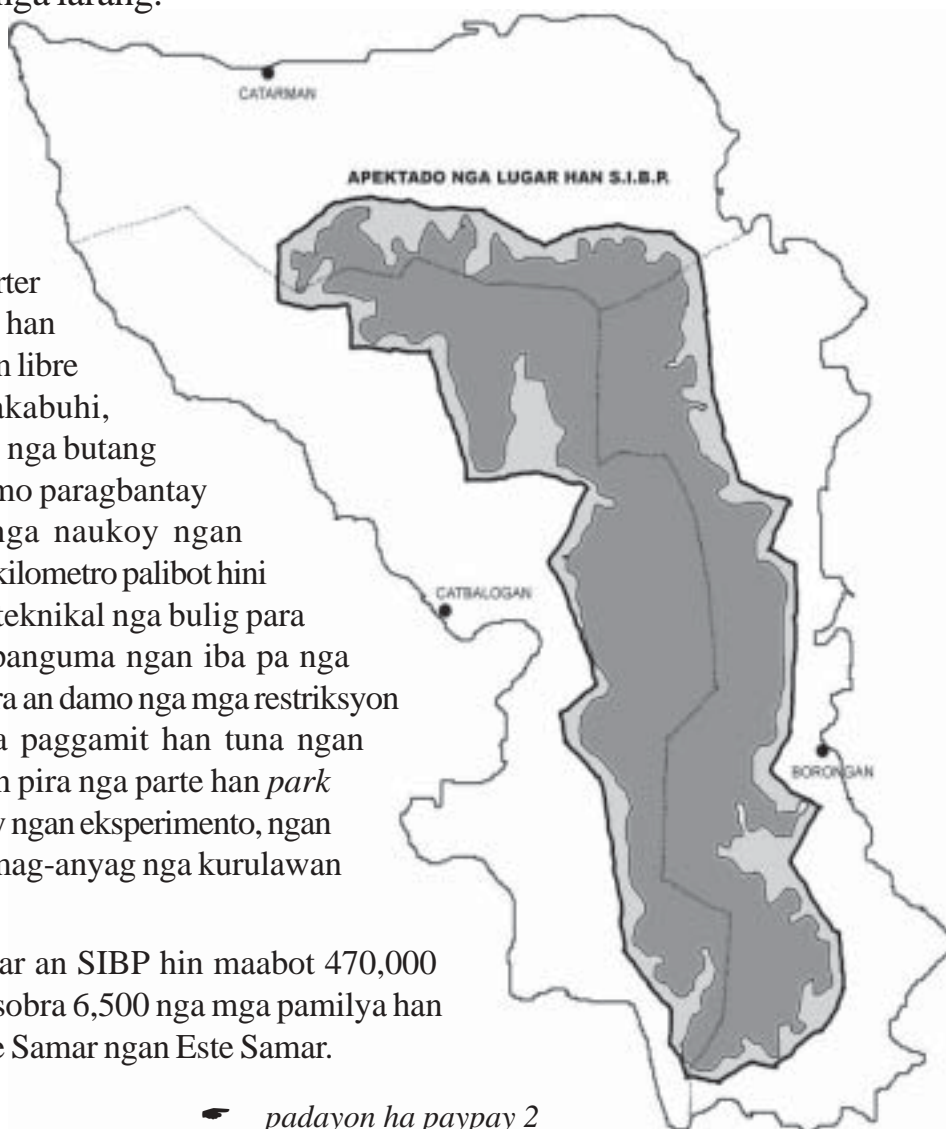 nga larang.
CATARMAN
APEKTADO NGA LUGAR HAN S.I.B.P.
rter
han
libre
akabuhi,
nga butang
mo paragbantay
nga naukoy ngan
kilometro palibot hini
CATBALOGAN
teknikal nga bulig para
panguma ngan iba pa nga
ra an damo nga mga restriksyon
a paggamit han tuna ngan
n pira nga parte han park
BORONGAN
y ngan eksperimento, ngan
mag-anyag nga kurulawan
ar an SIBP hin maabot 470,000
sobra 6,500 nga mga pamilya han
e Samar ngan Este Samar.
☛ padayon ha paypay 2